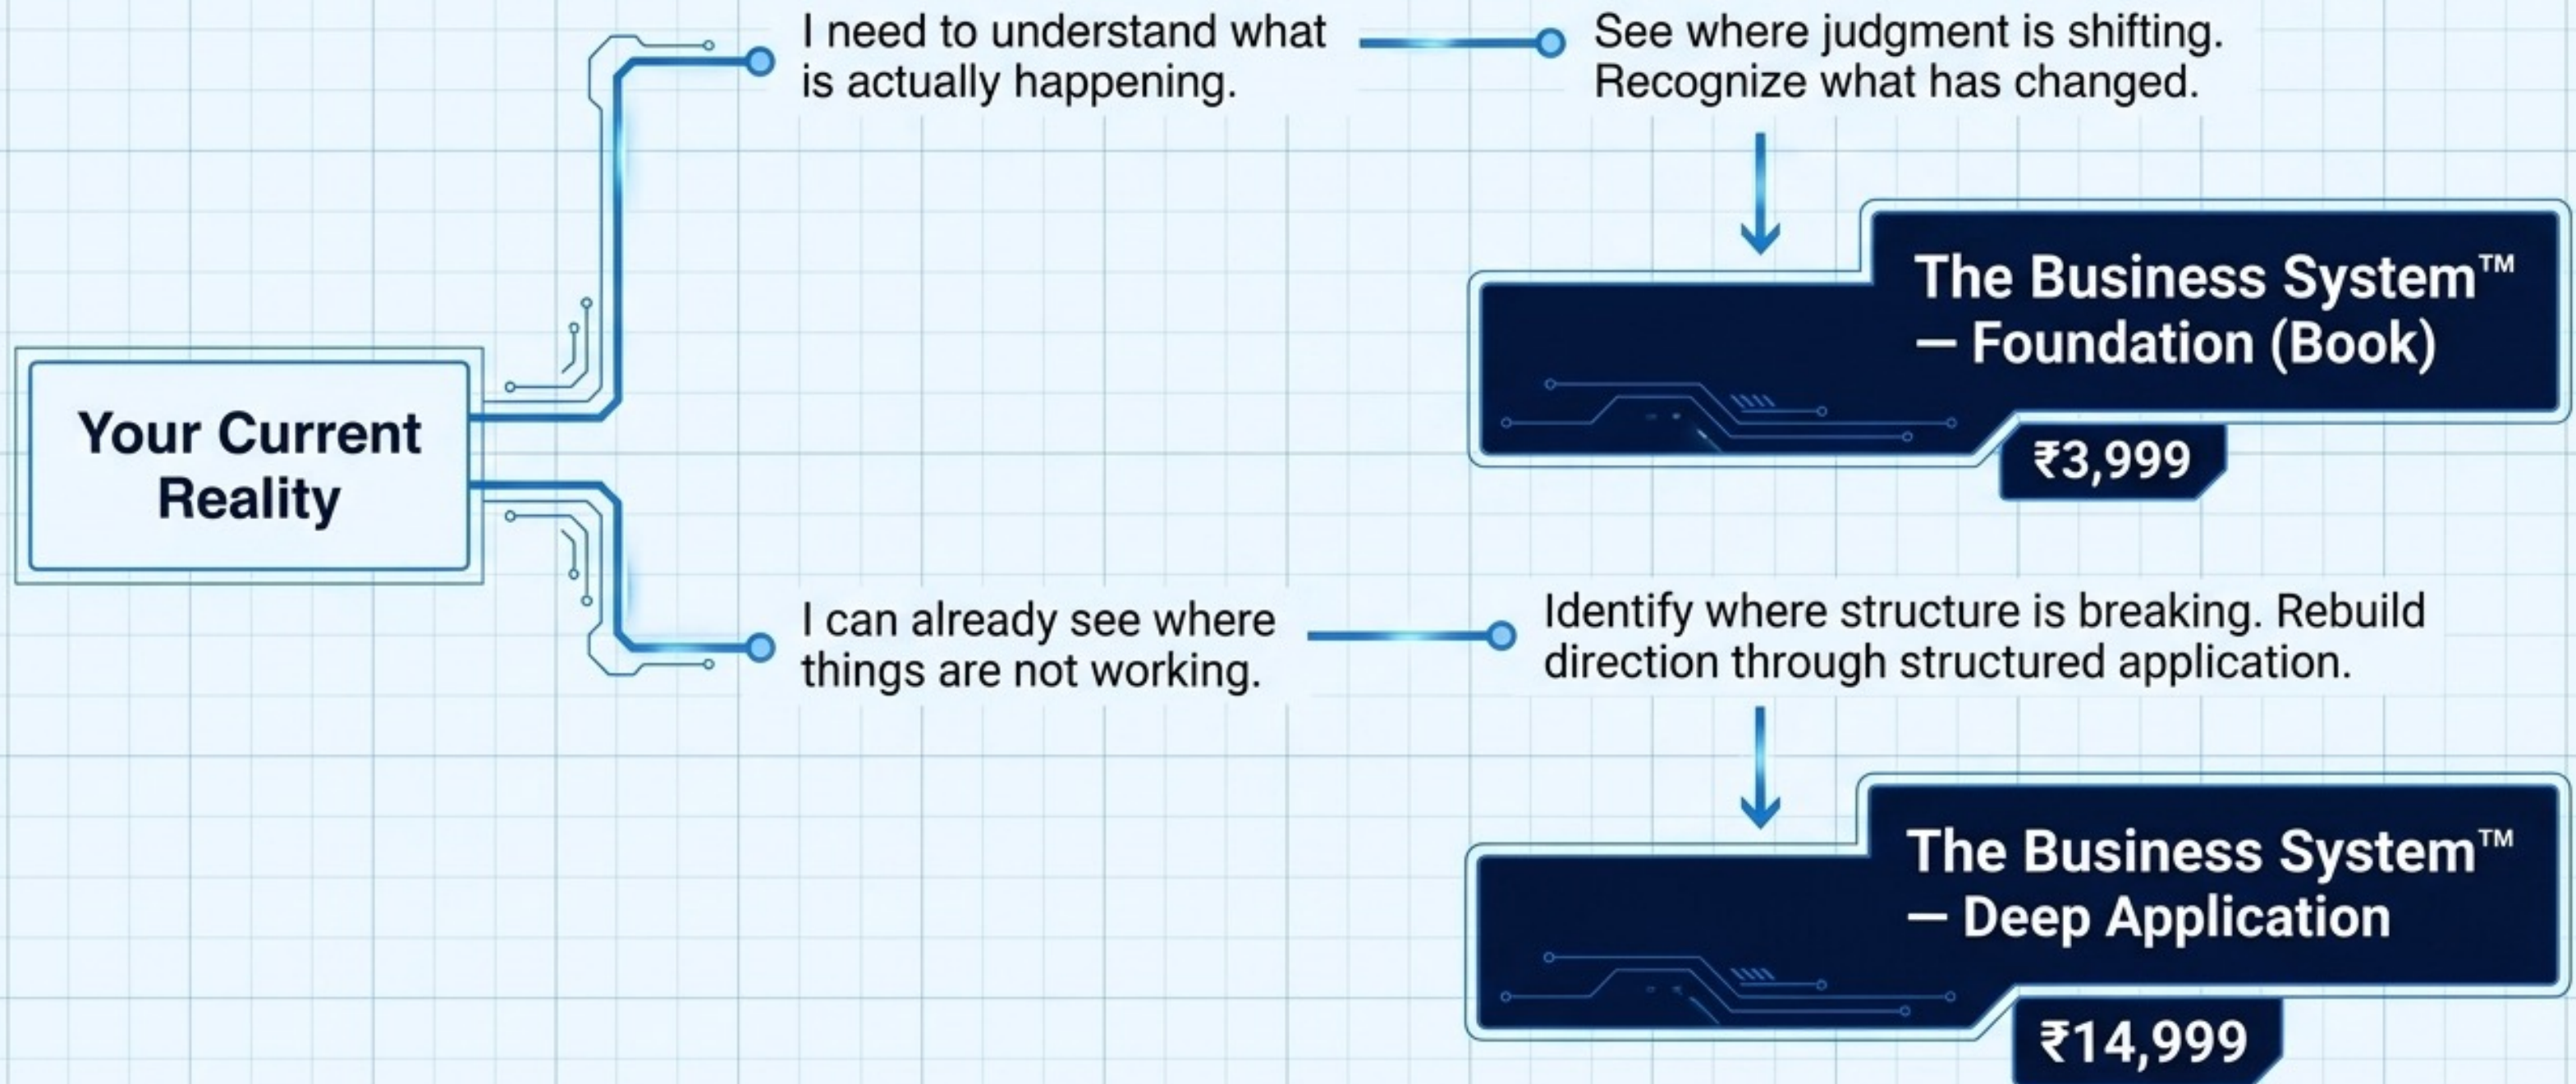 Your Current
Reality
I need to understand what
is actually happening.
See where judgment is shifting.
Recognize what has changed.
The Business System™
— Foundation (Book)
₹3,999
I can already see where
things are not working.
Identify where structure is breaking. Rebuild
direction through structured application.
The Business System™
— Deep Application
₹14,999